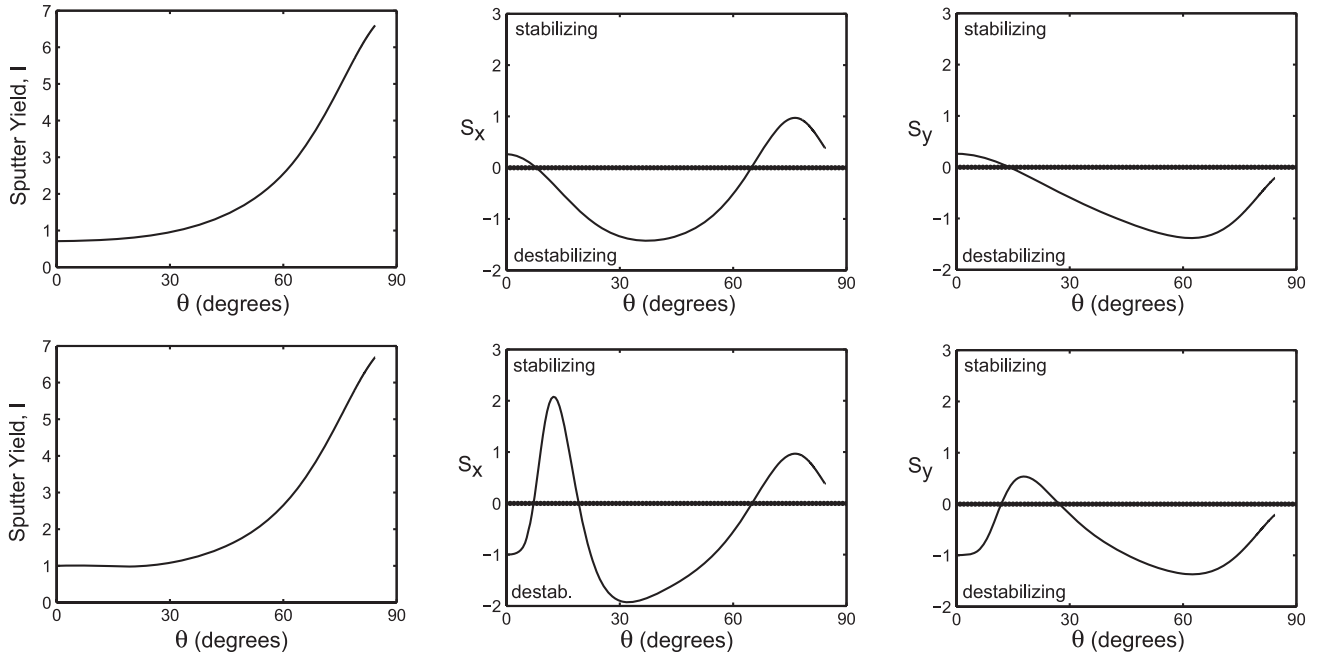 7
6
5
4
3
2
1
0
Sputter Yield, I
0 30 60 90
θ (degrees)
3
2
1
0
−1
−2
Sx
stabilizing
destabilizing
0 30 60 90
θ (degrees)
3
2
1
0
−1
−2
Sy
stabilizing
destabilizing
0 30 60 90
θ (degrees)
7
6
5
4
3
2
1
0
Sputter Yield, I
0 30 60 90
θ (degrees)
3
2
1
0
−1
−2
Sx
stabilizing
destab.
0 30 60 90
θ (degrees)
3
2
1
0
−1
−2
Sy
stabilizing
destabilizing
0 30 60 90
θ (degrees)